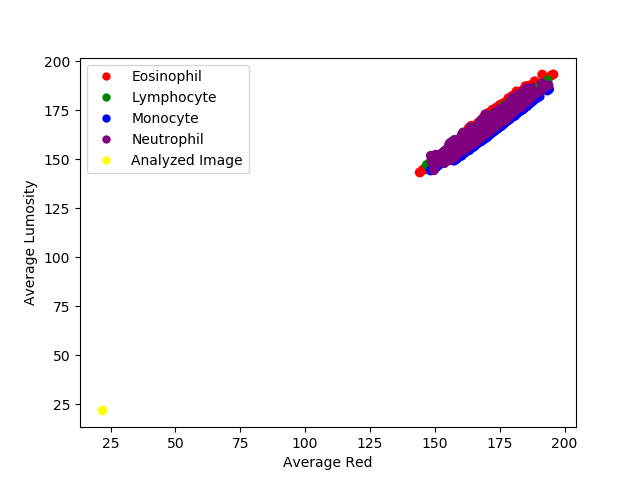 200
175
150
125
100
75
50
25
Average Lumosity
Eosinophil
Lymphocyte
Monocyte
Neutrophil
Analyzed Image
25 50 75 100 125 150 175 200
Average Red